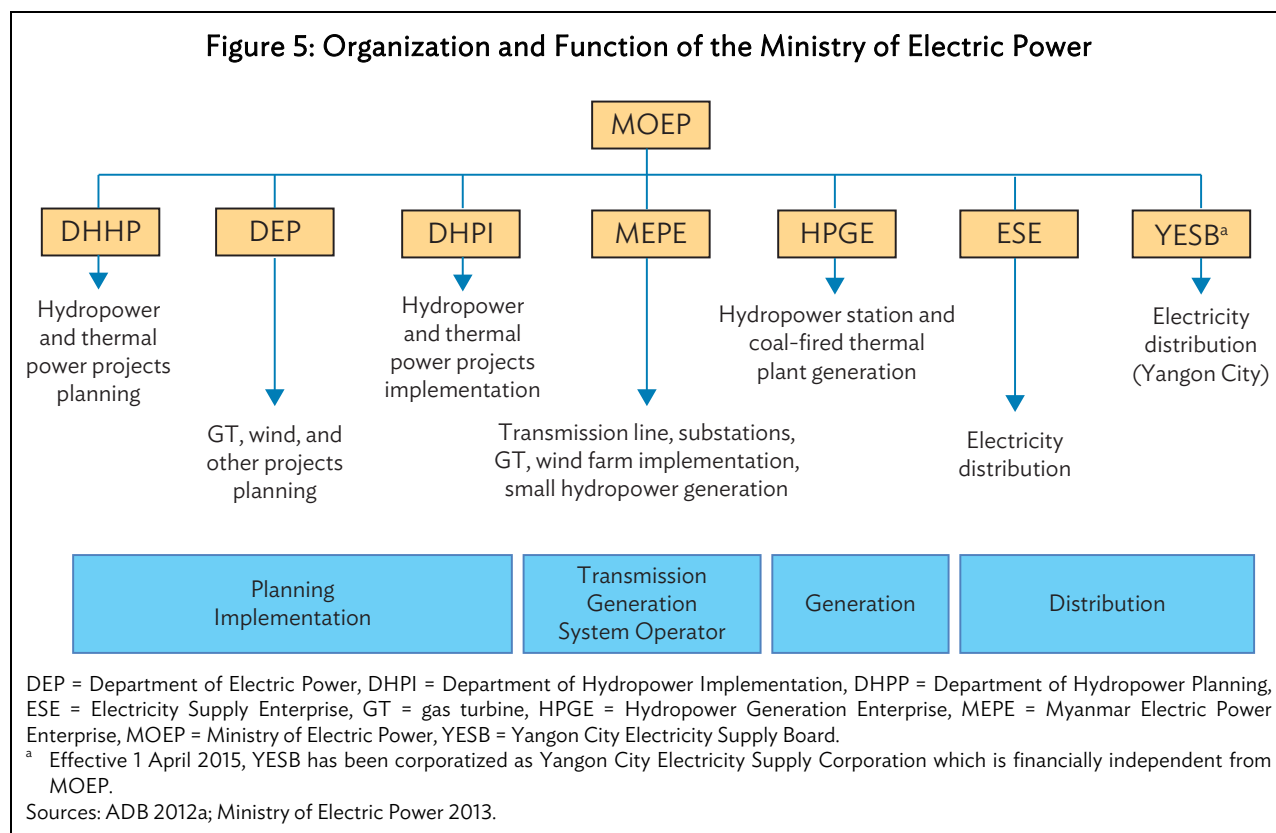 Figure 5: Organization and Function of the Ministry of Electric Power
MOEP
DHHP
DEP
DHPI
MEPE
HPGE
ESE
YESBᵃ
Hydropower
and thermal
power projects
planning
GT, wind, and
other projects
planning
Hydropower
and thermal
power projects
implementation
Transmission line, substations,
GT, wind farm implementation,
small hydropower generation
Hydropower station and
coal-fired thermal
plant generation
Electricity
distribution
Electricity
distribution
(Yangon City)
Planning
Implementation
Transmission
Generation
System Operator
Generation
Distribution
DEP = Department of Electric Power, DHPI = Department of Hydropower Implementation, DHPP = Department of Hydropower Planning,
ESE = Electricity Supply Enterprise, GT = gas turbine, HPGE = Hydropower Generation Enterprise, MEPE = Myanmar Electric Power
Enterprise, MOEP = Ministry of Electric Power, YESB = Yangon City Electricity Supply Board.
ᵃ Effective 1 April 2015, YESB has been corporatized as Yangon City Electricity Supply Corporation which is financially independent from
MOEP.
Sources: ADB 2012a; Ministry of Electric Power 2013.